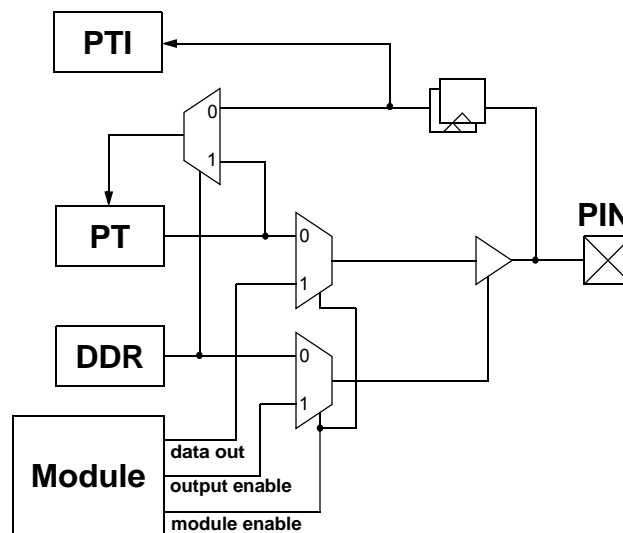 PTI
0
1
PT
0
PIN
1
DDR
0
1
Module
data out
output enable
module enable